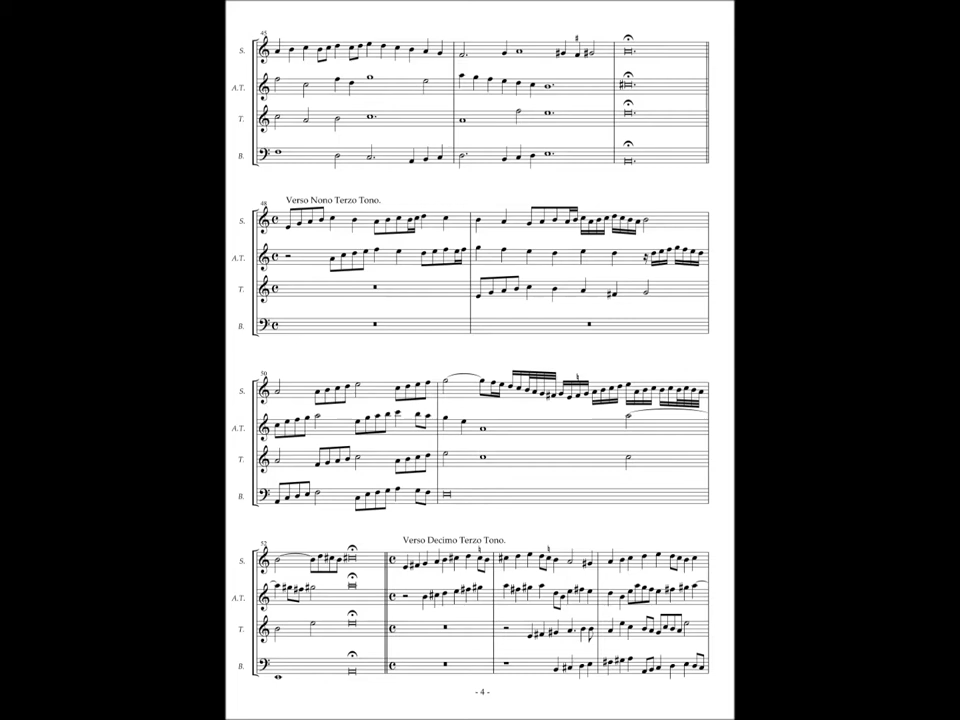 45
S.
A.T.
T.
B.
Verso Nono Terzo Tono.
48
S.
A.T.
T.
B.
50
S.
A.T.
T.
B.
Verso Decimo Terzo Tono.
52
S.
A.T.
T.
B.
- 4 -